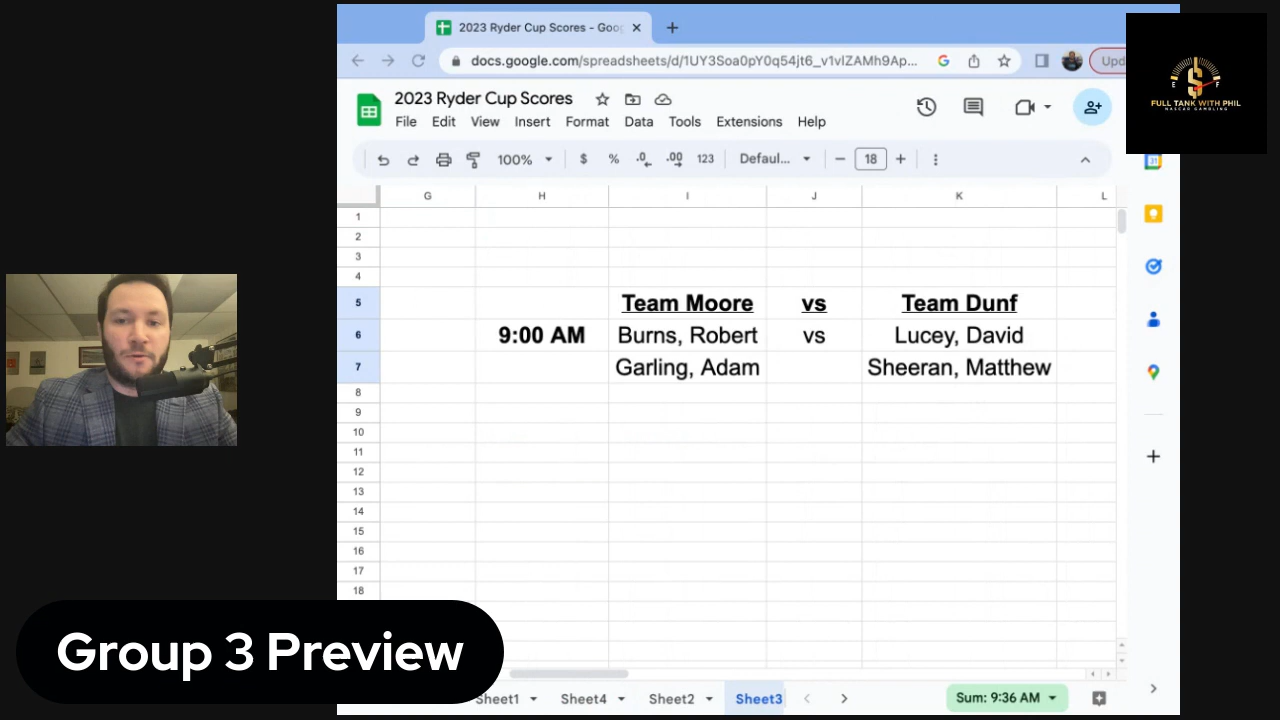 2023 Ryder Cup Scores - Goog
docs.google.com/spreadsheets/d/1UY3Soa0pY0q54jt6_v1vIZAMh9Ap...
Upd
2023 Ryder Cup Scores
File Edit View Insert Format Data Tools Extensions Help
100% $ % .0 .00 123 Defaul... 18
FULL TANK WITH PHIL
NASCAR GAMBLING
G H I J K L
1
2
3
4
5 Team Moore vs Team Dunf
6 9:00 AM Burns, Robert vs Lucey, David
7 Garling, Adam Sheeran, Matthew
8
9
10
11
12
13
14
15
16
17
18
Group 3 Preview
Sheet1 Sheet4 Sheet2 Sheet3 Sum: 9:36 AM